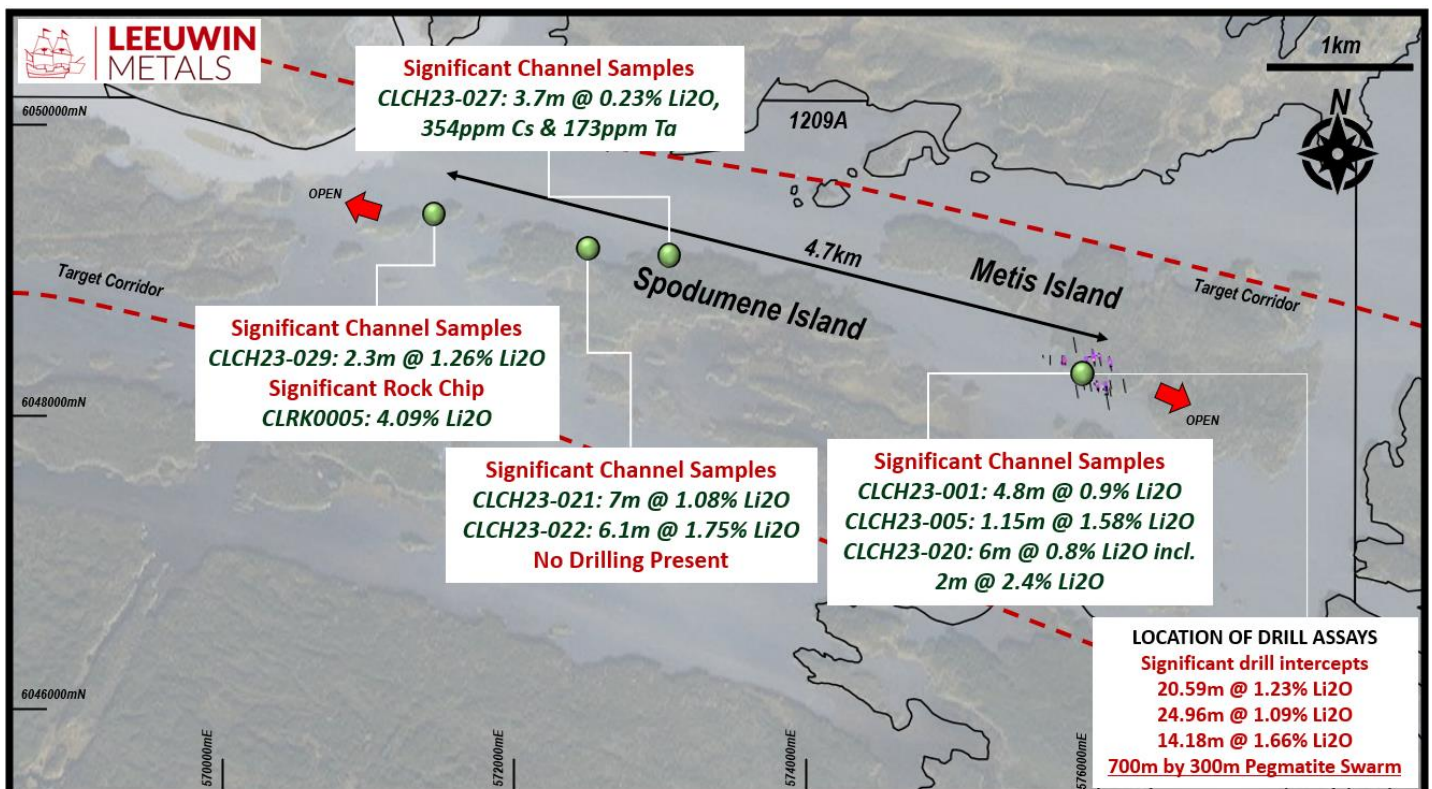 LEEUWIN
METALS
Significant Channel Samples
CLCH23-027: 3.7m @ 0.23% Li2O,
354ppm Cs & 173ppm Ta
1km
N
6050000mN
1209A
OPEN
4.7km
Metis Island
Target Corridor
Spodumene Island
Target Corridor
Significant Channel Samples
CLCH23-029: 2.3m @ 1.26% Li2O
Significant Rock Chip
CLRK0005: 4.09% Li2O
6048000mN
OPEN
Significant Channel Samples
CLCH23-021: 7m @ 1.08% Li2O
CLCH23-022: 6.1m @ 1.75% Li2O
No Drilling Present
Significant Channel Samples
CLCH23-001: 4.8m @ 0.9% Li2O
CLCH23-005: 1.15m @ 1.58% Li2O
CLCH23-020: 6m @ 0.8% Li2O incl.
2m @ 2.4% Li2O
LOCATION OF DRILL ASSAYS
Significant drill intercepts
20.59m @ 1.23% Li2O
24.96m @ 1.09% Li2O
14.18m @ 1.66% Li2O
700m by 300m Pegmatite Swarm
6046000mN
570000mE
572000mE
574000mE
576000mE